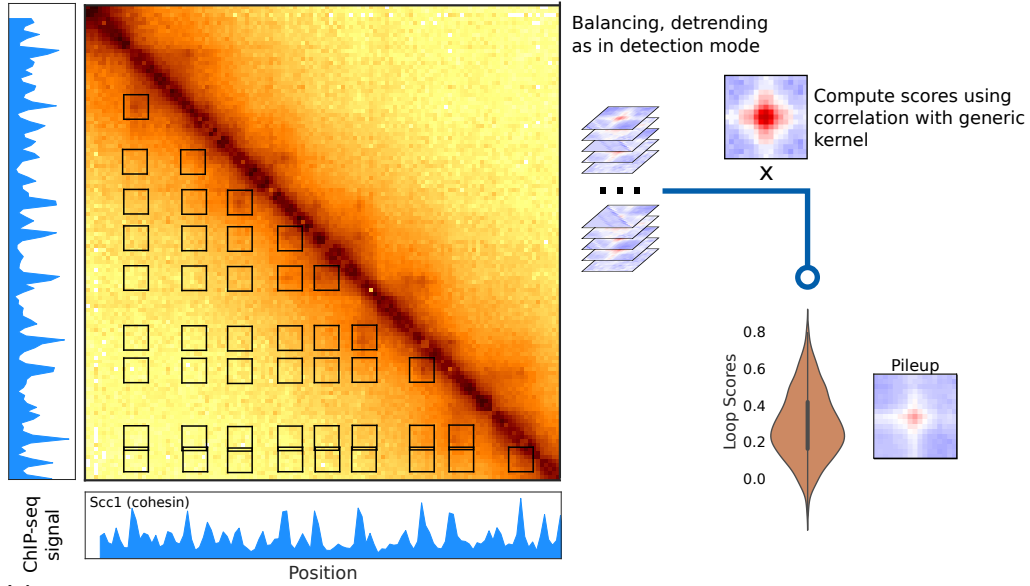 Balancing, detrending
as in detection mode
Compute scores using
correlation with generic
kernel
x
0.8
0.6
0.4
0.2
0.0
Loop Scores
Pileup
ChIP-seq
signal
Scc1 (cohesin)
Position